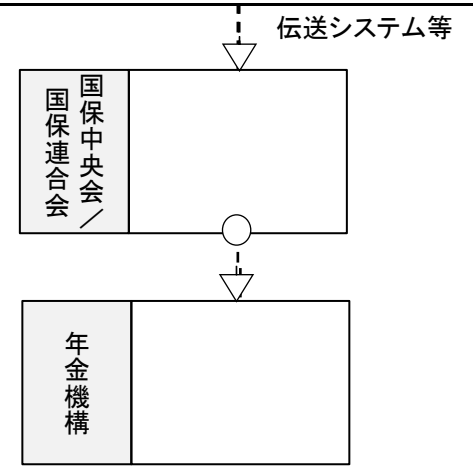 伝送システム等
国保中央会／
国保連合会
年金機構